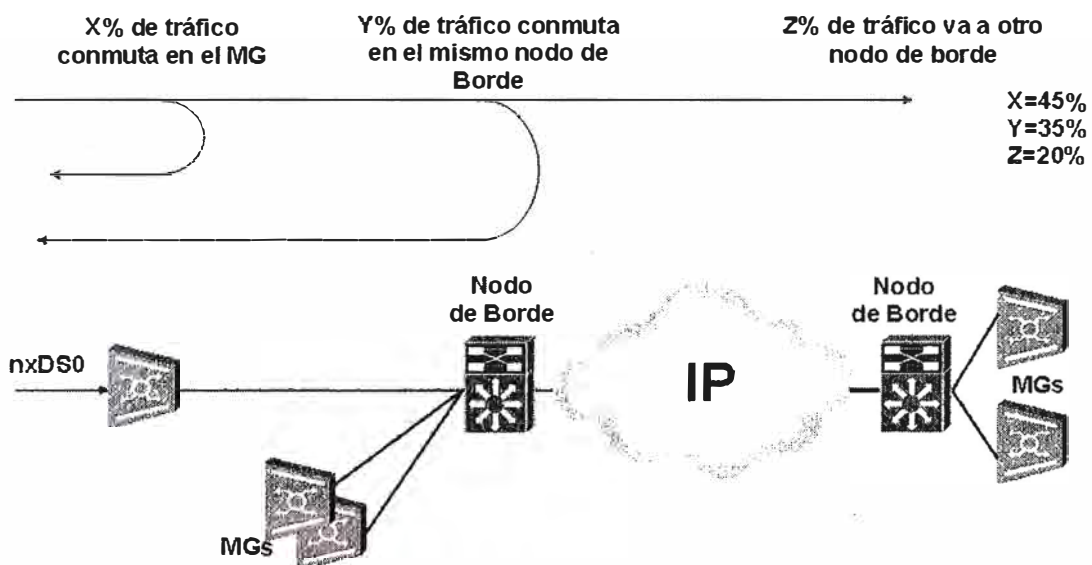 X% de tráfico
conmuta en el MG
Y% de tráfico conmuta
en el mismo nodo de
Borde
Z% de tráfico va a otro
nodo de borde
X=45%
Y=35%
Z=20%
Nodo
de Borde
Nodo
de Borde
nxDS0
IP
MGs
MGs